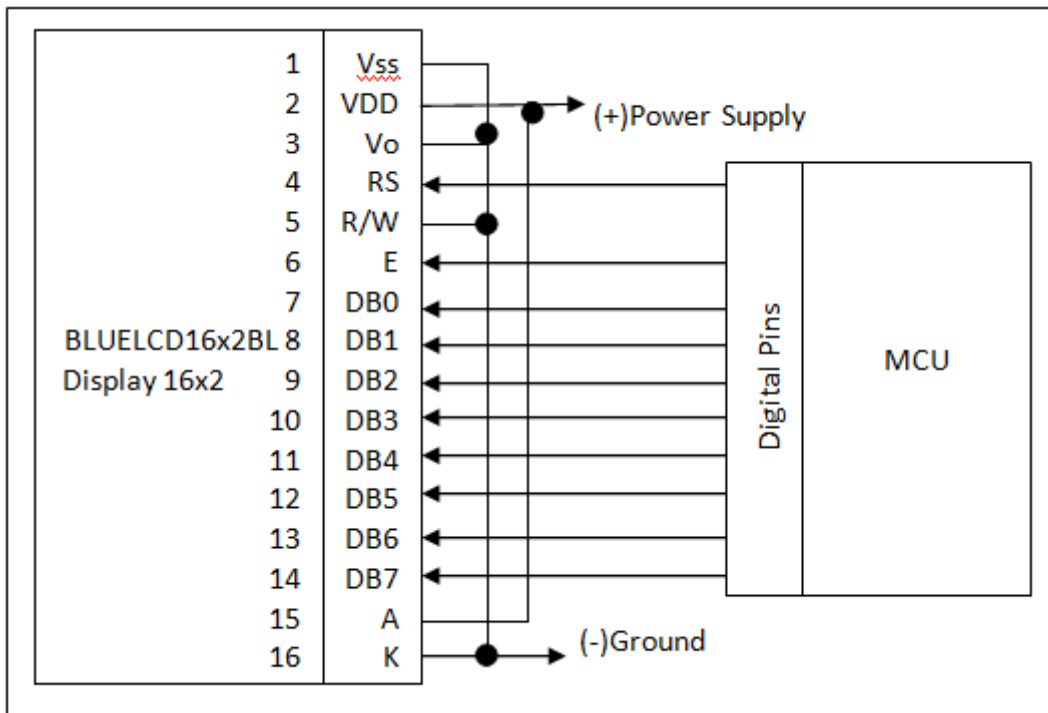 1 Vss
2 VDD
(+)Power Supply
3 Vo
4 RS
5 R/W
6 E
7 DB0
BLUELCD16x2BL 8 DB1
Display 16x2 9 DB2
10 DB3
11 DB4
12 DB5
13 DB6
14 DB7
15 A
16 K
(-)Ground
Digital Pins
MCU